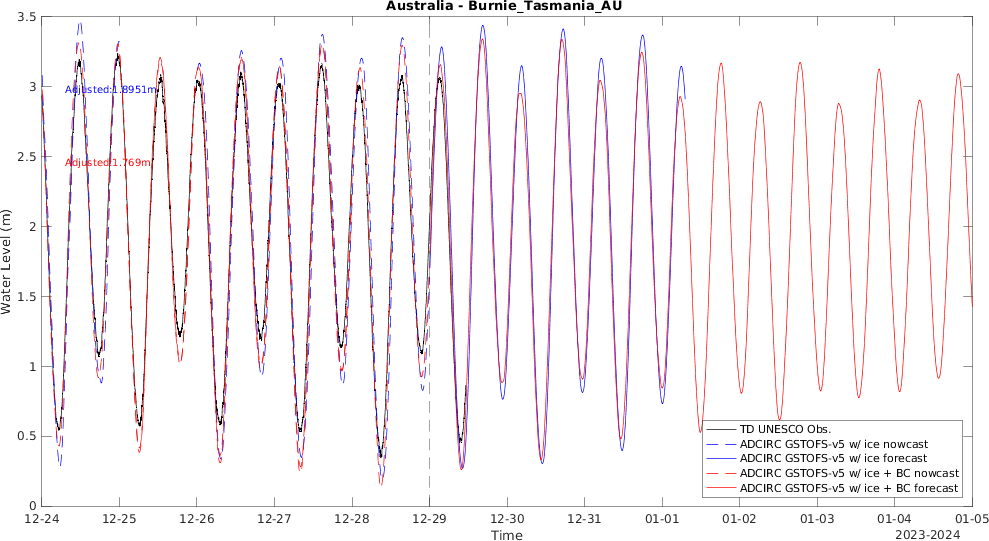 Australia - Burnie_Tasmania_AU
3.5
3
2.5
2
1.5
1
0.5
0
Water Level (m)
Adjusted:1.8951m
Adjusted:1.769m
TD UNESCO Obs.
ADCIRC GSTOFS-v5 w/ ice nowcast
ADCIRC GSTOFS-v5 w/ ice forecast
ADCIRC GSTOFS-v5 w/ ice + BC nowcast
ADCIRC GSTOFS-v5 w/ ice + BC forecast
12-24 12-25 12-26 12-27 12-28 12-29 12-30 12-31 01-01 01-02 01-03 01-04 01-05
Time
2023-2024